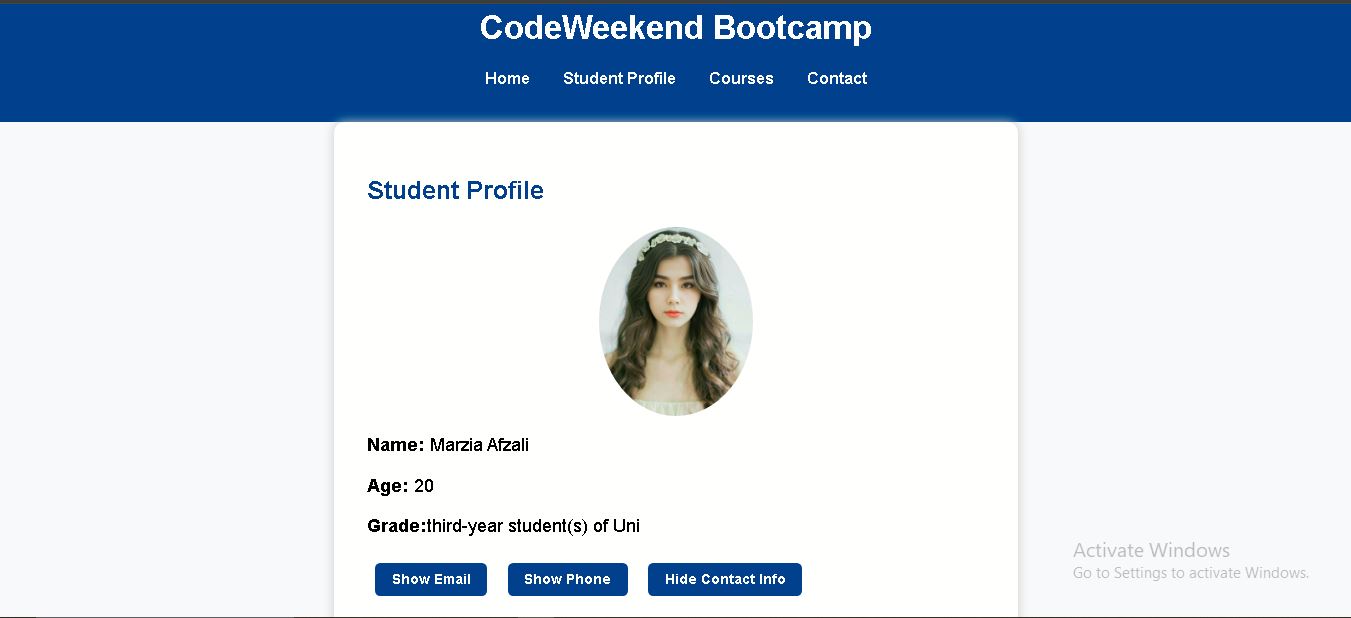 CodeWeekend Bootcamp
Home Student Profile Courses Contact
Student Profile
Name: Marzia Afzali
Age: 20
Grade:third-year student(s) of Uni
Show Email Show Phone Hide Contact Info
Activate Windows
Go to Settings to activate Windows.